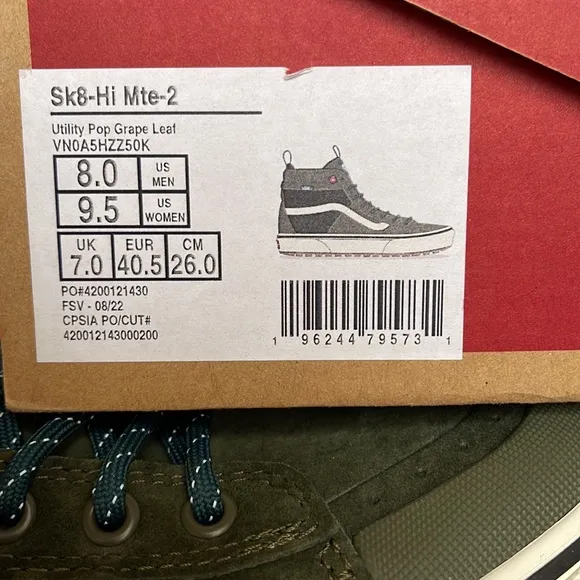 Sk8-Hi Mte-2
Utility Pop Grape Leaf
VN0A5HZZ50K
8.0 US MEN
9.5 US WOMEN
UK EUR CM
7.0 40.5 26.0
PO#4200121430
FSV - 08/22
CPSIA PO/CUT#
420012143000200
1 96244 79573 1